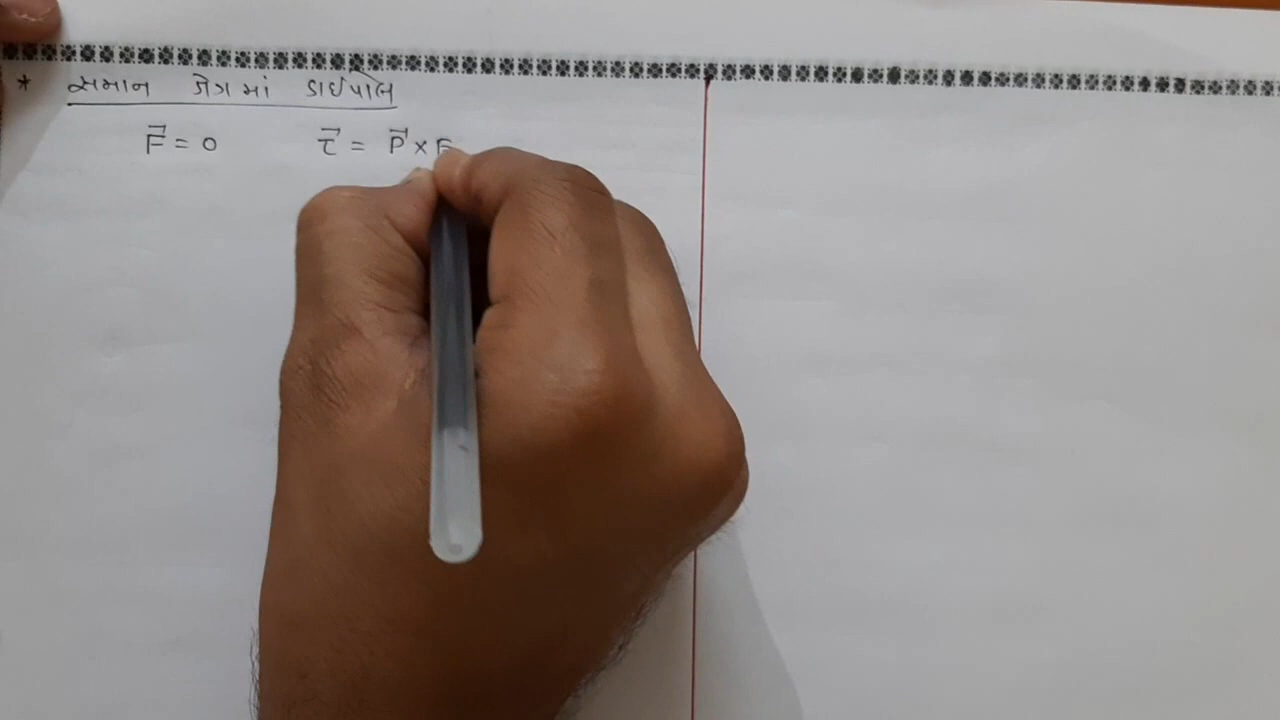 * સમાન ક્ષેત્રમાં ડાઈપોલ
F⃗ = 0 τ⃗ = P⃗ × E